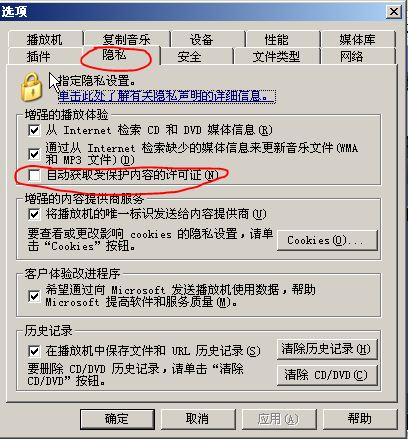 选项
播放机 复制音乐 设备 性能 媒体库
插件 隐私 安全 文件类型 网络
指定隐私设置。
单击此处了解有关隐私声明的详细信息。
增强的播放体验
从 Internet 检索 CD 和 DVD 媒体信息(R)
通过从 Internet 检索缺少的媒体信息来更新音乐文件(WMA
和 MP3 文件)(D)
自动获取受保护内容的许可证(N)
增强的内容提供商服务
将播放机的唯一标识发送给内容提供商(U)
要查看或更改影响 cookies 的隐私设置，请单
击“Cookies”按钮。
Cookies(O)...
客户体验改进程序
希望通过向 Microsoft 发送播放机使用数据，帮助
Microsoft 提高软件和服务质量(M)。
历史记录
在播放机中保存文件和 URL 历史记录(S)
清除历史记录(H)
要删除 CD/DVD 历史记录，请单击“清除
CD/DVD”按钮。
清除 CD/DVD(C)
确定 取消 应用(A) 帮助